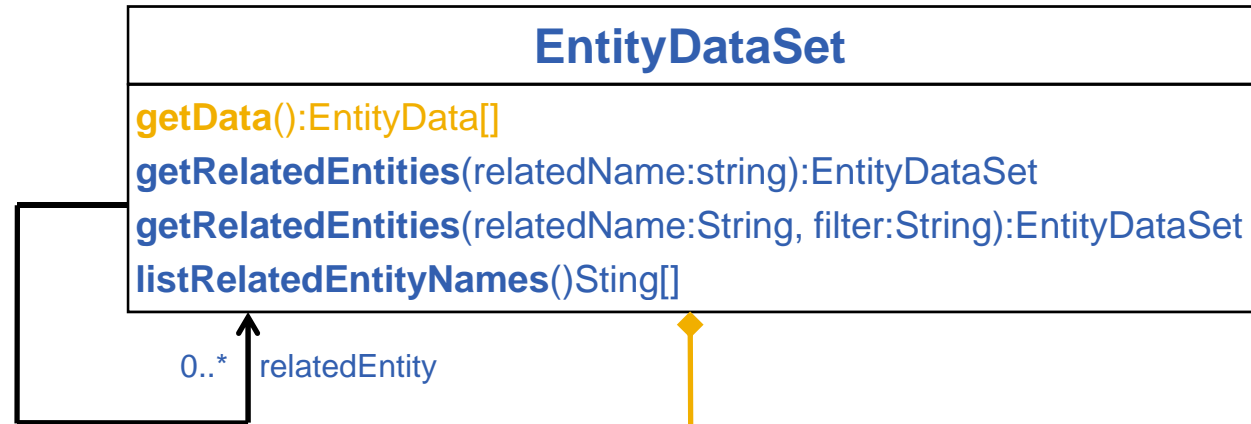 EntityDataSet
getData():EntityData[]
getRelatedEntities(relatedName:string):EntityDataSet
getRelatedEntities(relatedName:String, filter:String):EntityDataSet
listRelatedEntityNames()Sting[]
0..* relatedEntity